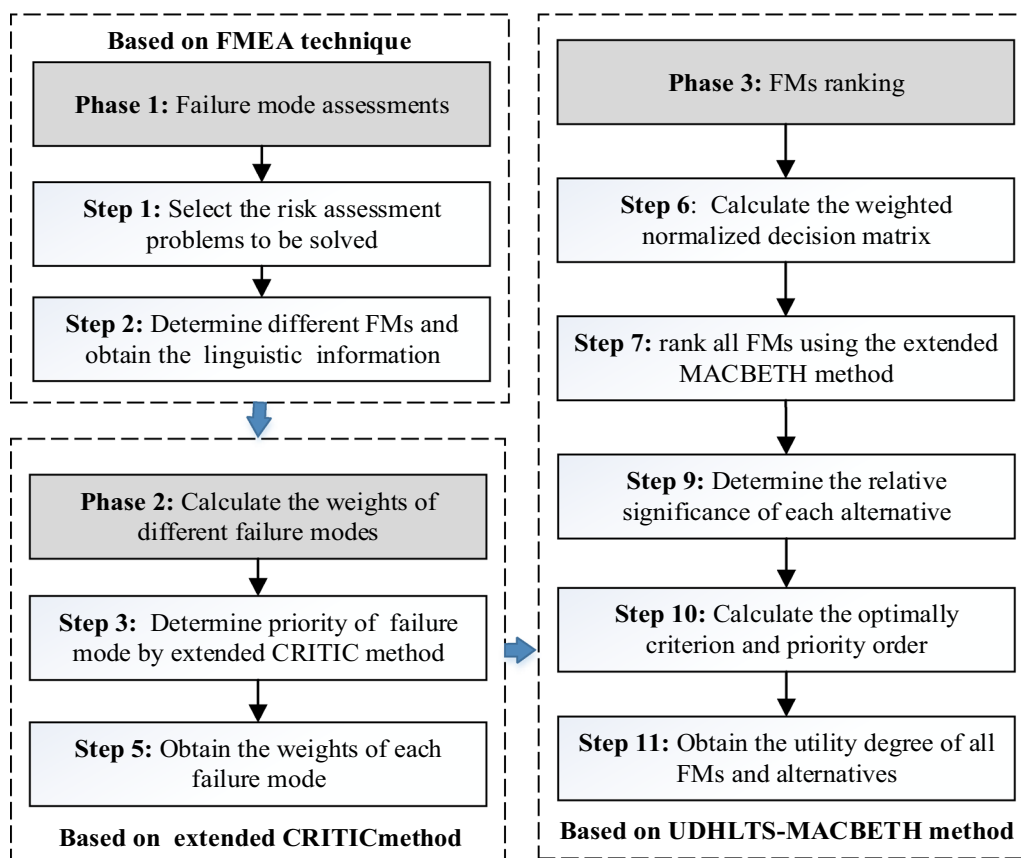 Based on FMEA technique
Phase 1: Failure mode assessments
Step 1: Select the risk assessment
problems to be solved
Step 2: Determine different FMs and
obtain the linguistic information
Phase 2: Calculate the weights of
different failure modes
Step 3: Determine priority of failure
mode by extended CRITIC method
Step 5: Obtain the weights of each
failure mode
Based on extended CRITICmethod
Phase 3: FMs ranking
Step 6: Calculate the weighted
normalized decision matrix
Step 7: rank all FMs using the extended
MACBETH method
Step 9: Determine the relative
significance of each alternative
Step 10: Calculate the optimally
criterion and priority order
Step 11: Obtain the utility degree of all
FMs and alternatives
Based on UDHLTS-MACBETH method